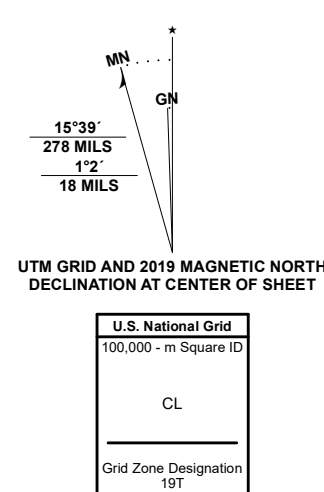 ★
MN
GN
15°39´
278 MILS
1°2´
18 MILS
UTM GRID AND 2019 MAGNETIC NORTH
DECLINATION AT CENTER OF SHEET
U.S. National Grid
100,000 - m Square ID
CL
Grid Zone Designation
19T